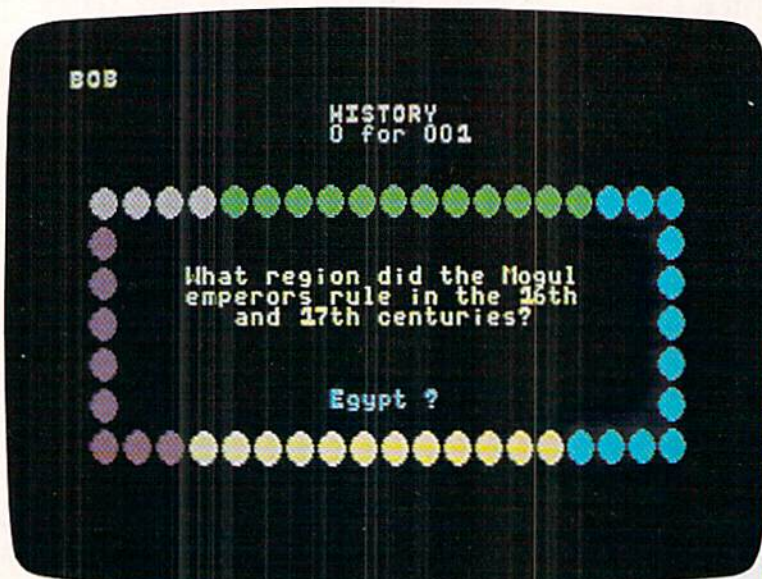 BOB
HISTORY
0 for 001
What region did the Mogul
emperors rule in the 16th
and 17th centuries?
Egypt ?